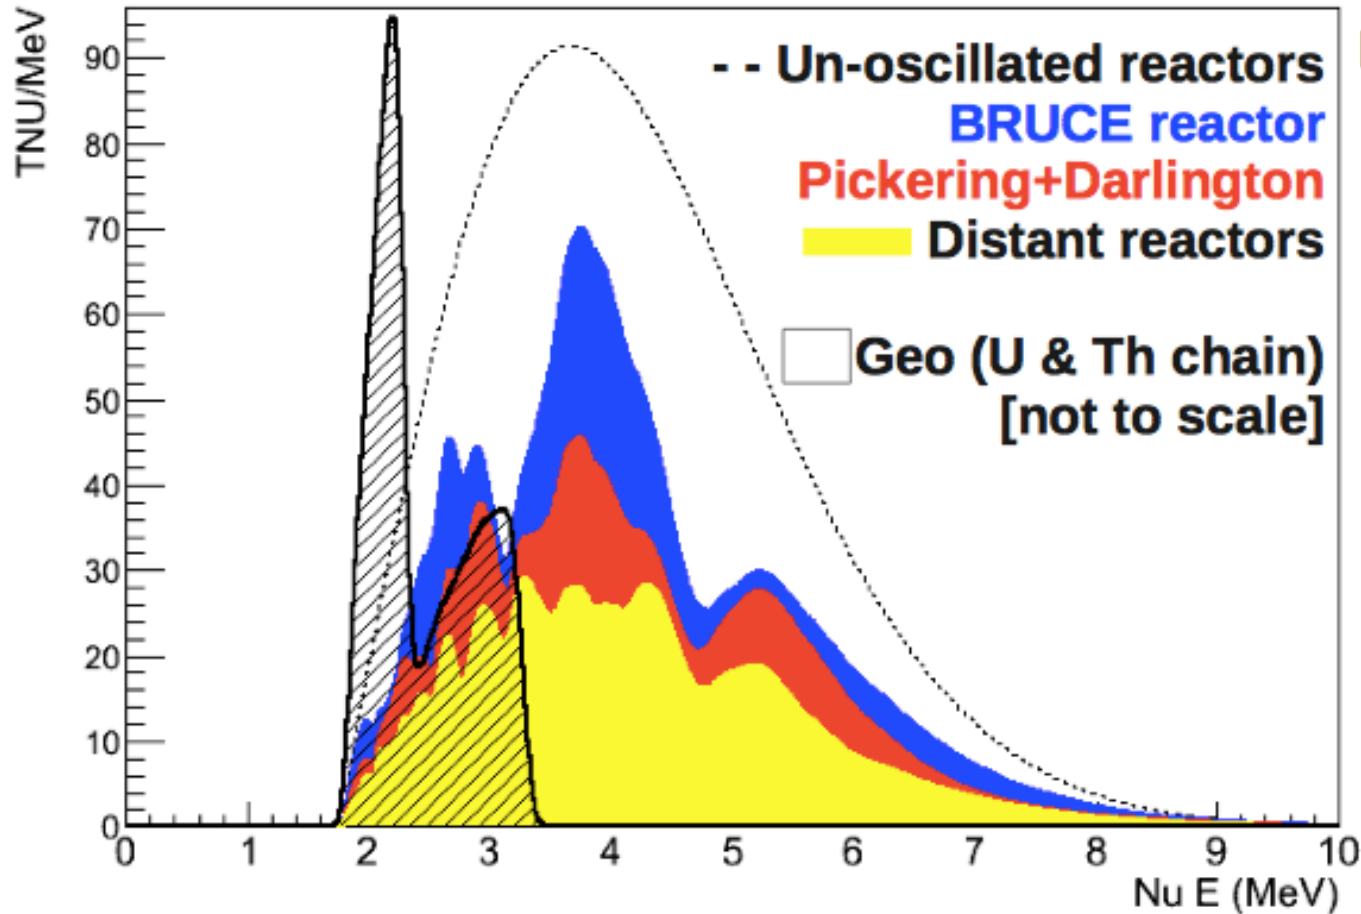 TNU/MeV
90
80
70
60
50
40
30
20
10
0
- - Un-oscillated reactors
BRUCE reactor
Pickering+Darlington
Distant reactors
Geo (U & Th chain)
[not to scale]
0 1 2 3 4 5 6 7 8 9 10
Nu E (MeV)